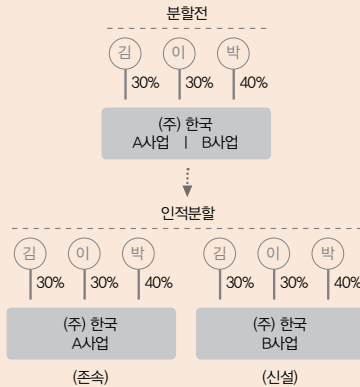 분할전
김 이 박
30% 30% 40%
(주) 한국
A사업 | B사업
인적분할
김 이 박 김 이 박
30% 30% 40% 30% 30% 40%
(주) 한국 (주) 한국
A사업 B사업
(존속) (신설)